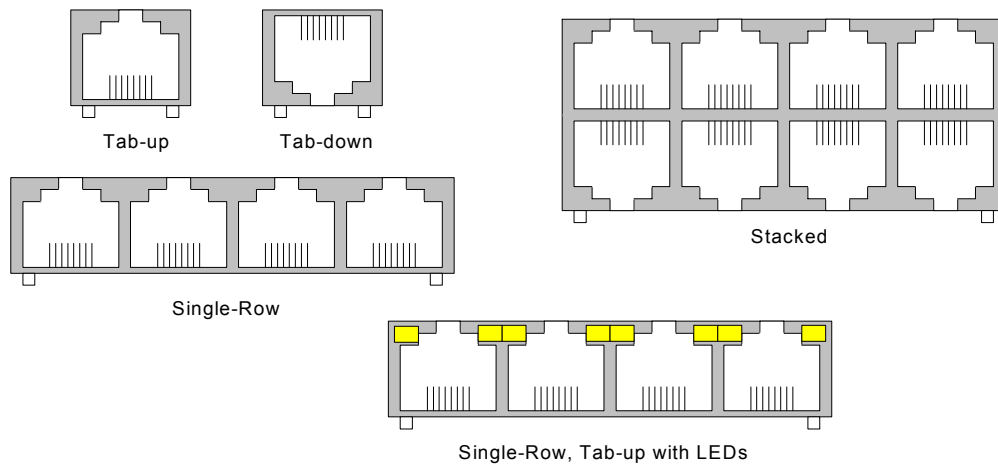 Tab-up
Tab-down
Stacked
Single-Row
Single-Row, Tab-up with LEDs